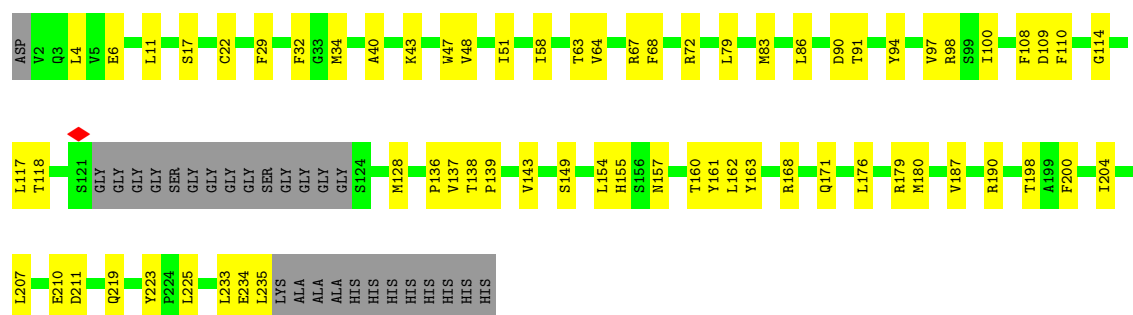 ASP V2 Q3 L4 V5 E6 L11 S17 C22 F29 F32 G33 M34 A40 K43 W47 V48 I51 I58 T63 V64 R67 F68 R72 L79 M83 L86 D90 T91 Y94 V97 R98 S99 I100 F108 D109 F110 G114
L117 T118 S121 GLY GLY GLY GLY SER GLY GLY GLY GLY SER GLY GLY GLY GLY S124 M128 P136 V137 T138 P139 V143 S149 L154 H155 S156 N157 T160 Y161 L162 Y163 R168 Q171 L176 R179 M180 V187 R190 T198 A199 F200 I204
L207 E210 D211 Q219 Y223 P224 L225 L233 E234 L235 LYS ALA ALA ALA HIS HIS HIS HIS HIS HIS HIS HIS